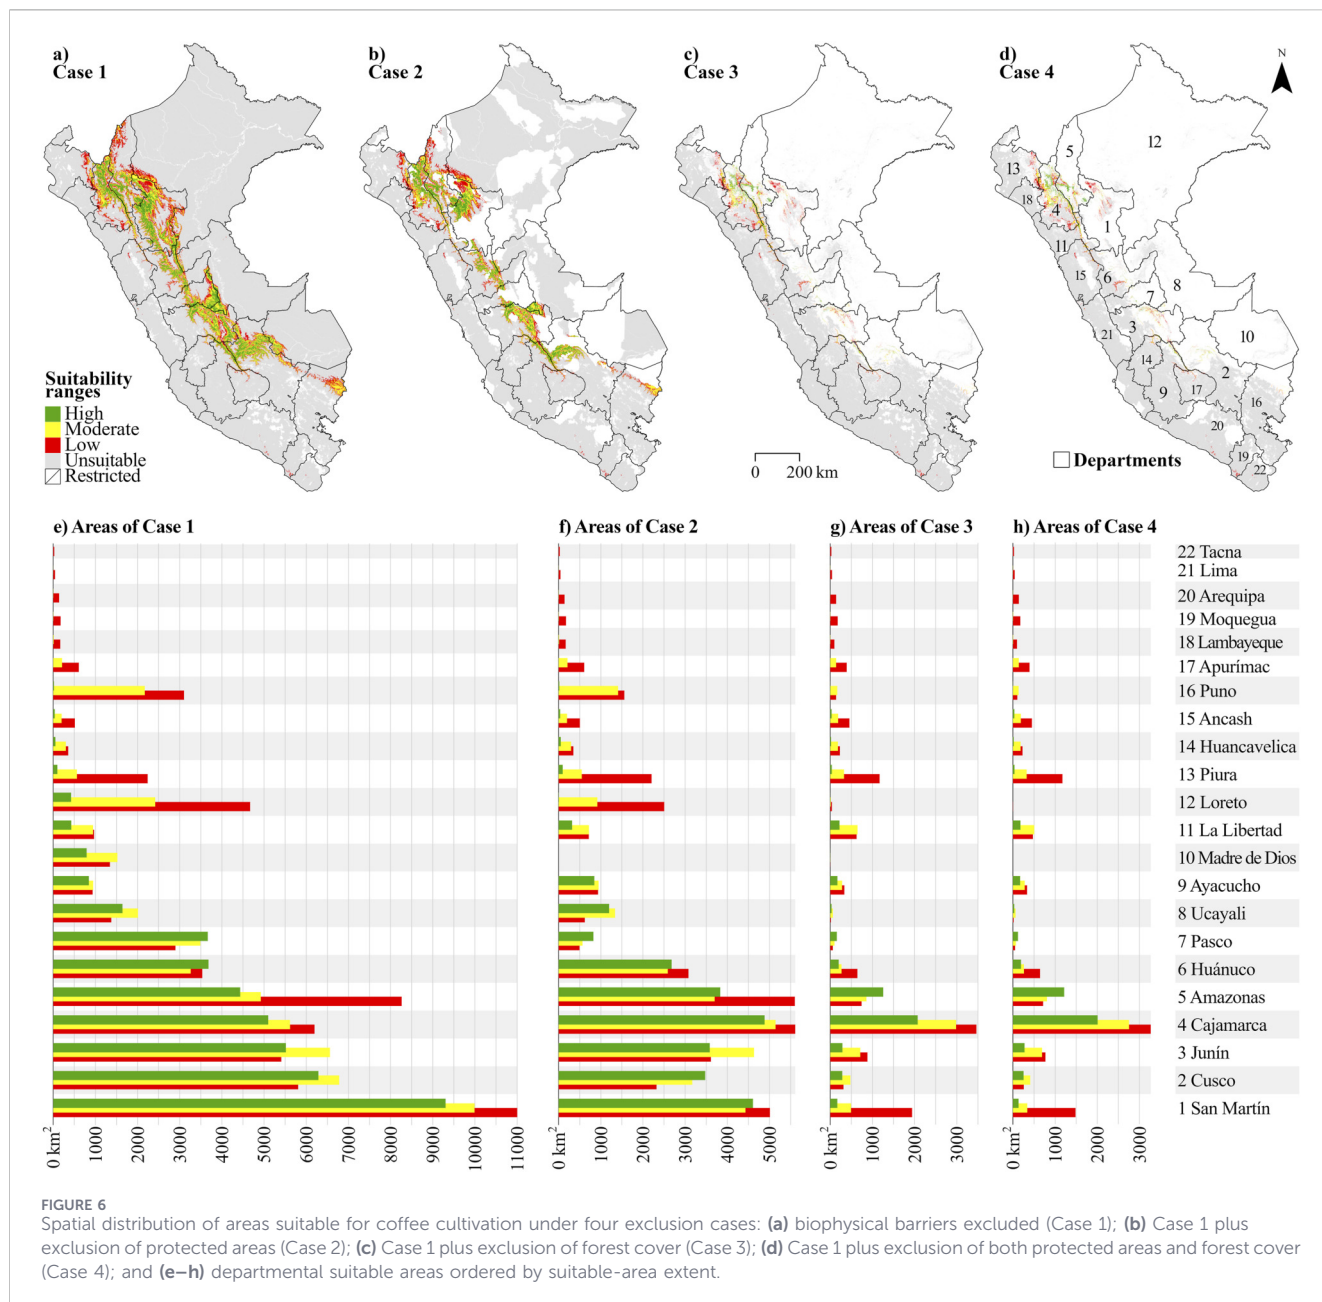 a)
Case 1
b)
Case 2
c)
Case 3
d)
Case 4
N
12
5
13
18
4
1
11
15
6
8
7
3
21
10
14
2
9
17
16
20
19
22
Suitability
ranges
High
Moderate
Low
Unsuitable
Restricted
0 200 km
Departments
e) Areas of Case 1
f) Areas of Case 2
g) Areas of Case 3
h) Areas of Case 4
22 Tacna
21 Lima
20 Arequipa
19 Moquegua
18 Lambayeque
17 Apurímac
16 Puno
15 Ancash
14 Huancavelica
13 Piura
12 Loreto
11 La Libertad
10 Madre de Dios
9 Ayacucho
8 Ucayali
7 Pasco
6 Huánuco
5 Amazonas
4 Cajamarca
3 Junín
2 Cusco
1 San Martín
0 km² 1000 2000 3000 4000 5000 6000 7000 8000 9000 10000 11000
0 km² 1000 2000 3000 4000 5000
0 km² 1000 2000 3000
0 km² 1000 2000 3000
FIGURE 6
Spatial distribution of areas suitable for coffee cultivation under four exclusion cases: (a) biophysical barriers excluded (Case 1); (b) Case 1 plus
exclusion of protected areas (Case 2); (c) Case 1 plus exclusion of forest cover (Case 3); (d) Case 1 plus exclusion of both protected areas and forest cover
(Case 4); and (e–h) departmental suitable areas ordered by suitable-area extent.